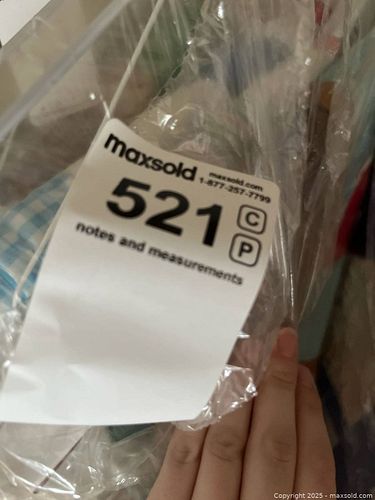 maxsold
maxsold.com
1-877-257-7799
521
C
P
notes and measurements
Copyright 2025 - maxsold.com